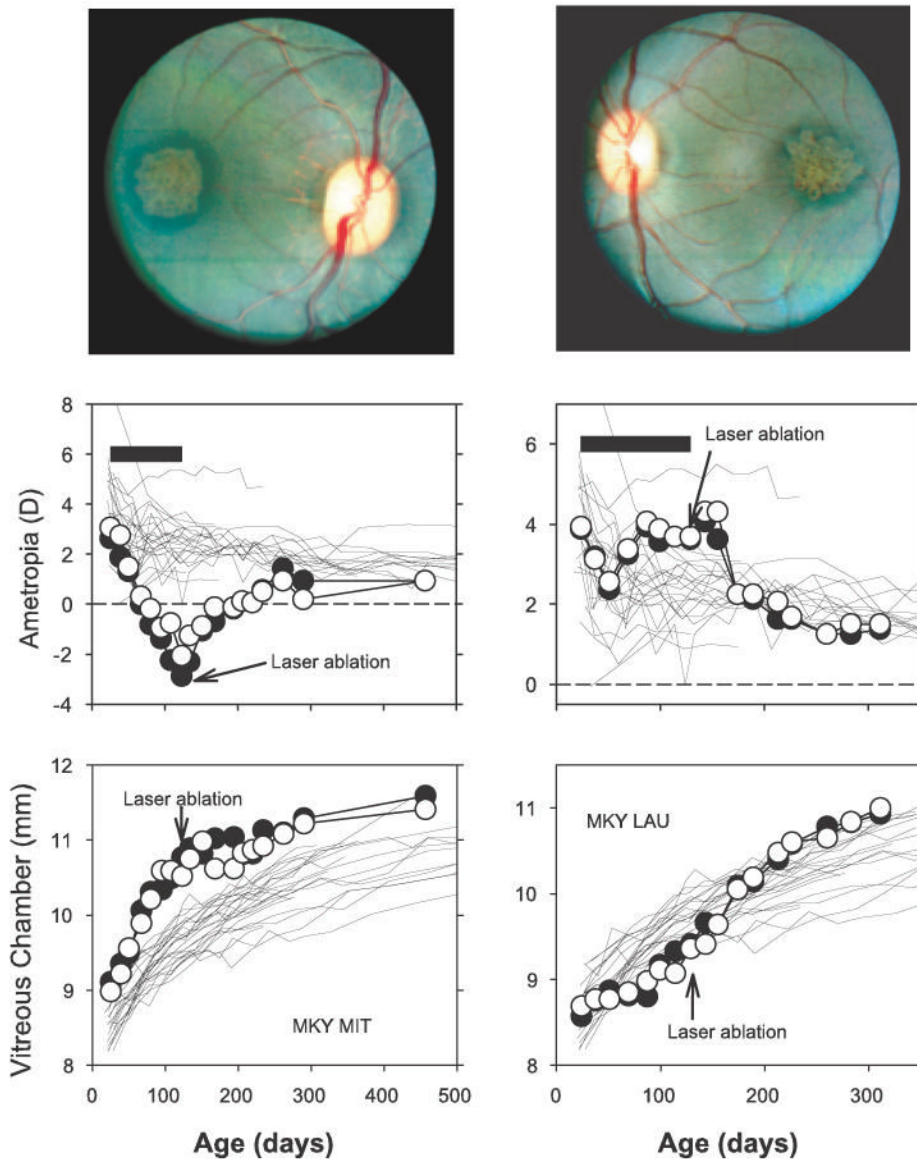 8
6
4
2
0
-2
-4
Ametropia (D)
Laser ablation
6
4
2
0
Laser ablation
12
11
10
9
8
Vitreous Chamber (mm)
Laser ablation
MKY MIT
0 100 200 300 400 500
Age (days)
11
10
9
8
MKY LAU
Laser ablation
0 100 200 300
Age (days)